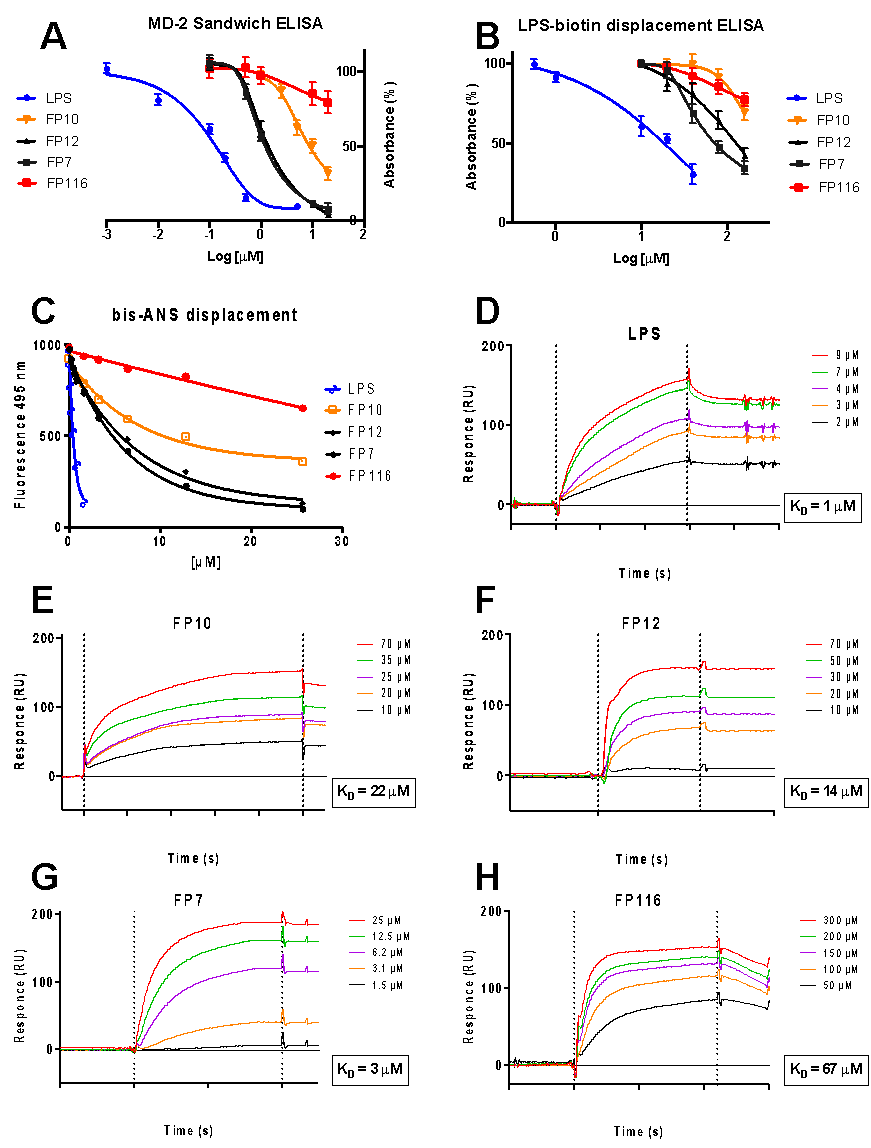 A
MD-2 Sandwich ELISA
LPS
FP10
FP12
FP7
FP116
100
50
0
Absorbance (%)
-3
-2
-1
0
1
2
Log [µM]
B
LPS-biotin displacement ELISA
Absorbance (%)
100
50
0
0
1
2
Log [µM]
LPS
FP10
FP12
FP7
FP116
C
bis-ANS displacement
Fluorescence 495 nm
1000
500
0
0
10
20
30
[µM]
LPS
FP10
FP12
FP7
FP116
D
LPS
Responce (RU)
200
100
0
9 µM
7 µM
4 µM
3 µM
2 µM
KD = 1 µM
Time (s)
E
FP10
Responce (RU)
200
100
0
70 µM
35 µM
25 µM
20 µM
10 µM
KD = 22 µM
Time (s)
F
FP12
Responce (RU)
200
100
0
70 µM
50 µM
30 µM
20 µM
10 µM
KD = 14 µM
Time (s)
G
FP7
Responce (RU)
200
100
0
25 µM
12.5 µM
6.2 µM
3.1 µM
1.5 µM
KD = 3 µM
Time (s)
H
FP116
Responce (RU)
200
100
0
300 µM
200 µM
150 µM
100 µM
50 µM
KD = 67 µM
Time (s)